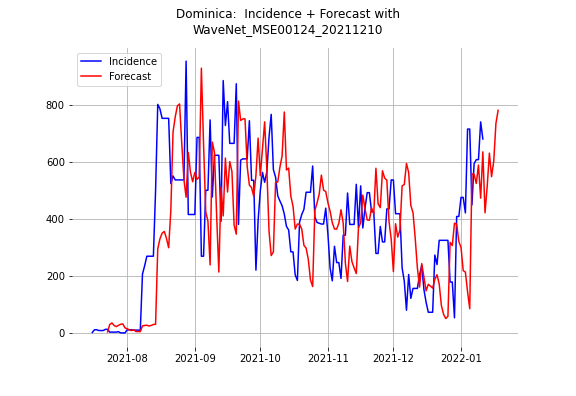 Dominica:  Incidence + Forecast with
WaveNet_MSE00124_20211210
Incidence
Forecast
800
600
400
200
0
2021-08
2021-09
2021-10
2021-11
2021-12
2022-01